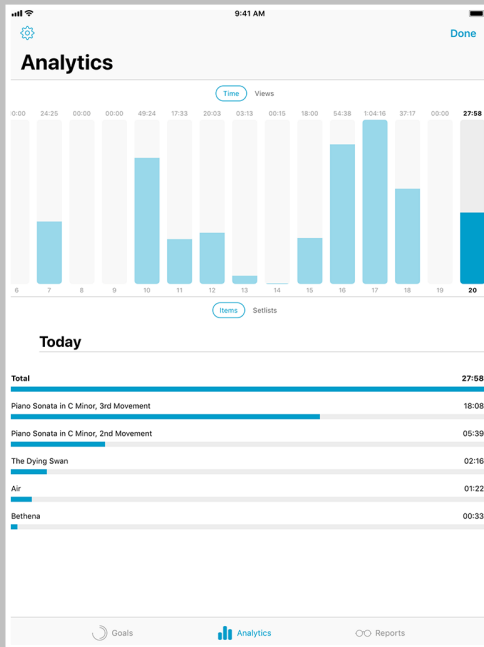 9:41 AM
Done
Analytics
Time Views
0:00 24:25 00:00 00:00 49:24 17:33 20:03 03:13 00:15 18:00 54:38 1:04:16 37:17 00:00 27:58
6 7 8 9 10 11 12 13 14 15 16 17 18 19 20
Items Setlists
Today
Total 27:58
Piano Sonata in C Minor, 3rd Movement 18:08
Piano Sonata in C Minor, 2nd Movement 05:39
The Dying Swan 02:16
Air 01:22
Bethena 00:33
Goals Analytics Reports